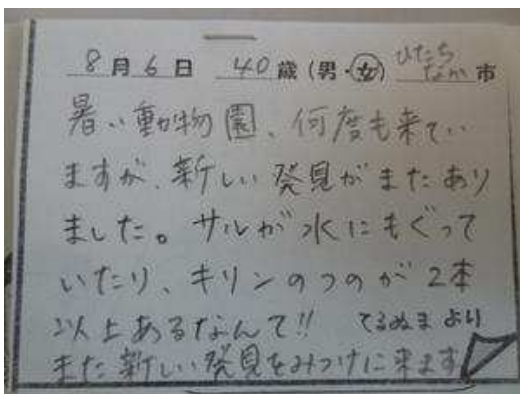 8月6日 40歳(男・女) ひたちなか市
暑い動物園、何度も来てい
ますが、新しい発見がまたあり
ました。サルが水にもぐって
いたり、キリンのつのが2本
以上あるなんて!! てるぬまより
また新しい発見をみつけに来ます